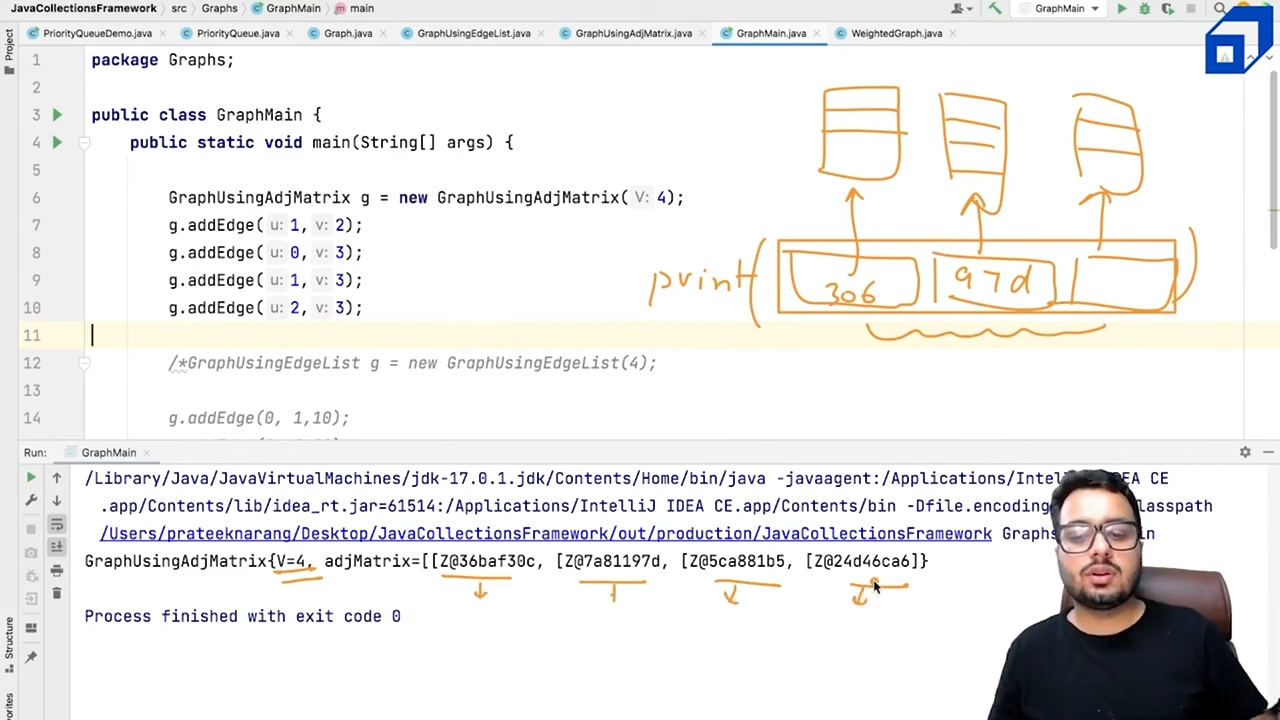 JavaCollectionsFramework › src › Graphs › GraphMain › main GraphMain
PriorityQueueDemo.java PriorityQueue.java Graph.java GraphUsingEdgeList.java GraphUsingAdjMatrix.java GraphMain.java WeightedGraph.java
Project
1 package Graphs;
2
3 public class GraphMain {
4 public static void main(String[] args) {
5
6 GraphUsingAdjMatrix g = new GraphUsingAdjMatrix( V: 4);
7 g.addEdge( u: 1, v: 2);
8 g.addEdge( u: 0, v: 3);
9 g.addEdge( u: 1, v: 3);
10 g.addEdge( u: 2, v: 3);
11
12 /*GraphUsingEdgeList g = new GraphUsingEdgeList(4);
13
14 g.addEdge(0, 1,10);
print( 306 97d )
Run: GraphMain
/Library/Java/JavaVirtualMachines/jdk-17.0.1.jdk/Contents/Home/bin/java -javaagent:/Applications/IntelliJ IDEA CE
.app/Contents/lib/idea_rt.jar=61514:/Applications/IntelliJ IDEA CE.app/Contents/bin -Dfile.encoding classpath
/Users/prateeknarang/Desktop/JavaCollectionsFramework/out/production/JavaCollectionsFramework Graphs
GraphUsingAdjMatrix{V=4, adjMatrix=[[Z@36baf30c, [Z@7a81197d, [Z@5ca881b5, [Z@24d46ca6]}
Process finished with exit code 0
Structure